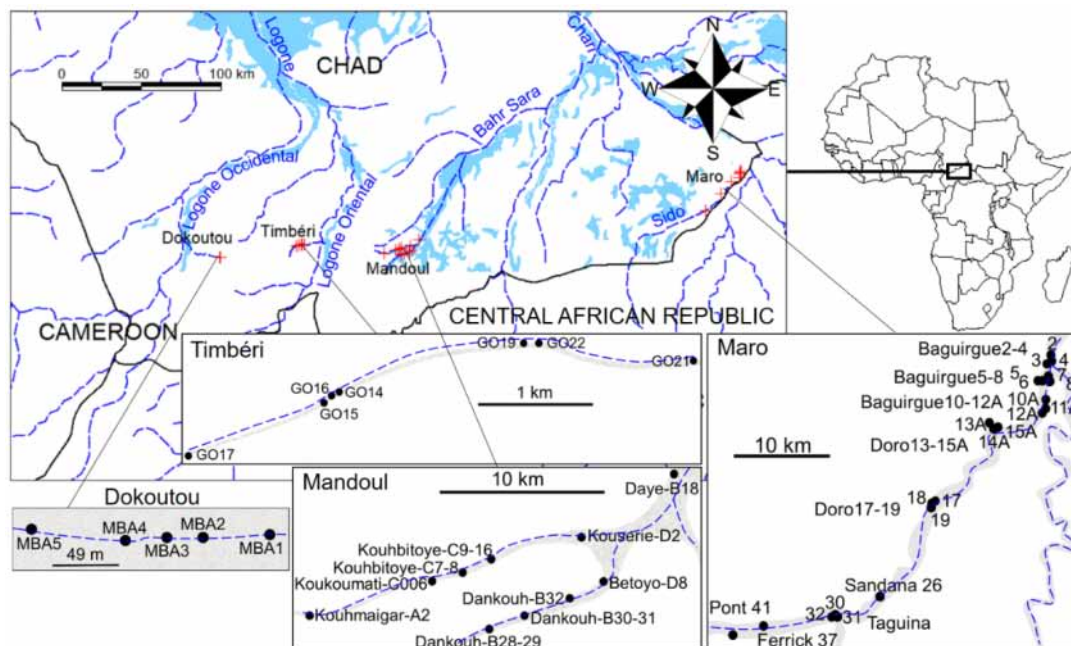 N
W
E
S
0 50 100 km
CHAD
Logone
Chari
Bahr Sara
Logone Occidental
Logone Oriental
Maro
Sido
Dokoutou
Timbéri
Mandoul
CAMEROON
CENTRAL AFRICAN REPUBLIC
Timbéri
GO19
GO22
GO21
GO16
GO14
GO15
GO17
1 km
Maro
2
Baguirgue2-4
3
4
Baguirgue5-8
5
6
7
8
Baguirgue10-12A
10A
11
12A
13A
Doro13-15A
14A
15A
10 km
Doro17-19
18
17
19
Sandana 26
30
32
31
Taguina
Pont 41
Ferrick 37
Mandoul
10 km
Daye-B18
Kouserie-D2
Kouhbitoye-C9-16
Kouhbitoye-C7-8
Koukoumati-C006
Betoyo-D8
Dankouh-B32
Kouhmaigar-A2
Dankouh-B30-31
Dankouh-B28-29
Dokoutou
MBA5
MBA4
MBA3
MBA2
MBA1
49 m